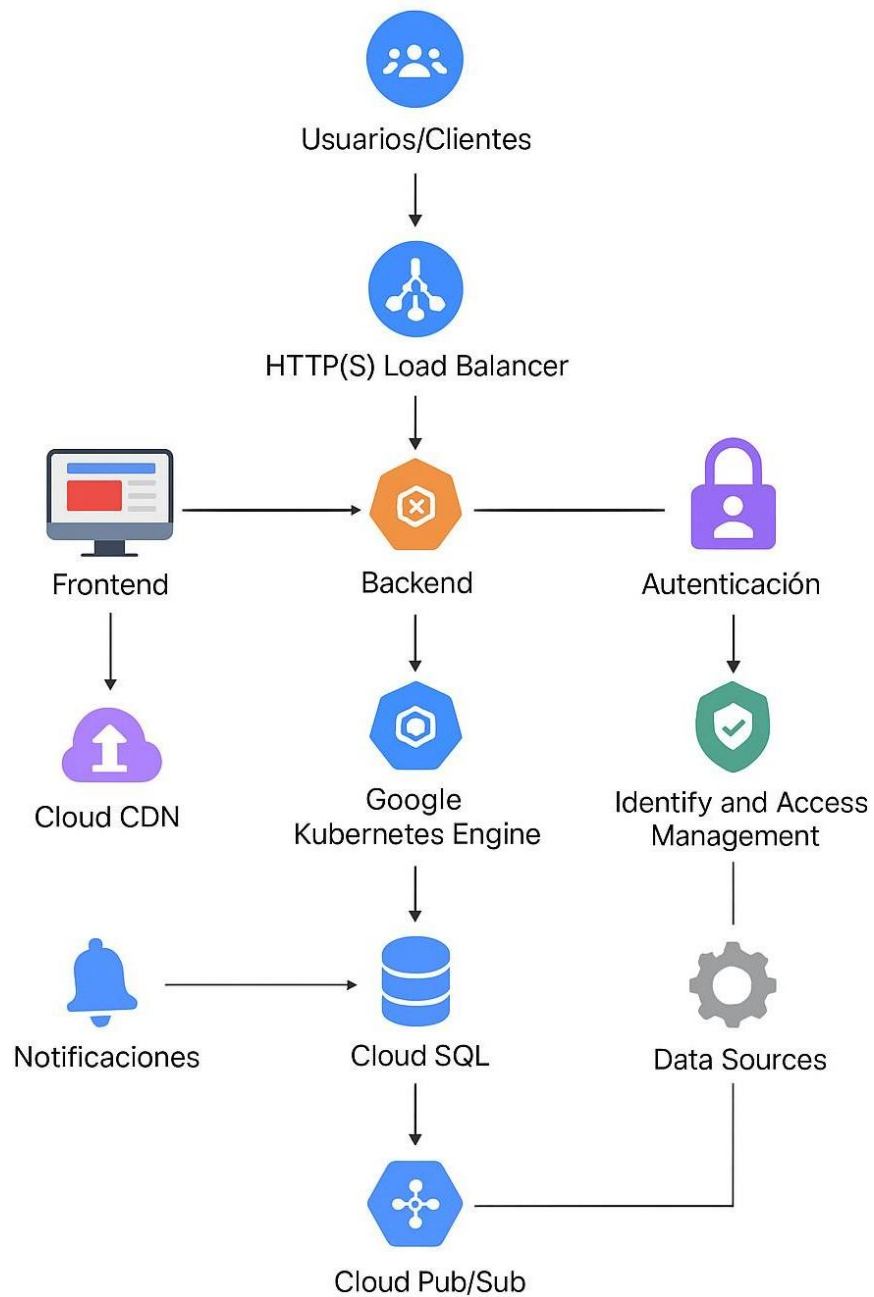 Usuarios/Clientes
HTTP(S) Load Balancer
Frontend
Backend
Autenticación
Cloud CDN
Google
Kubernetes Engine
Identify and Access
Management
Notificaciones
Cloud SQL
Data Sources
Cloud Pub/Sub